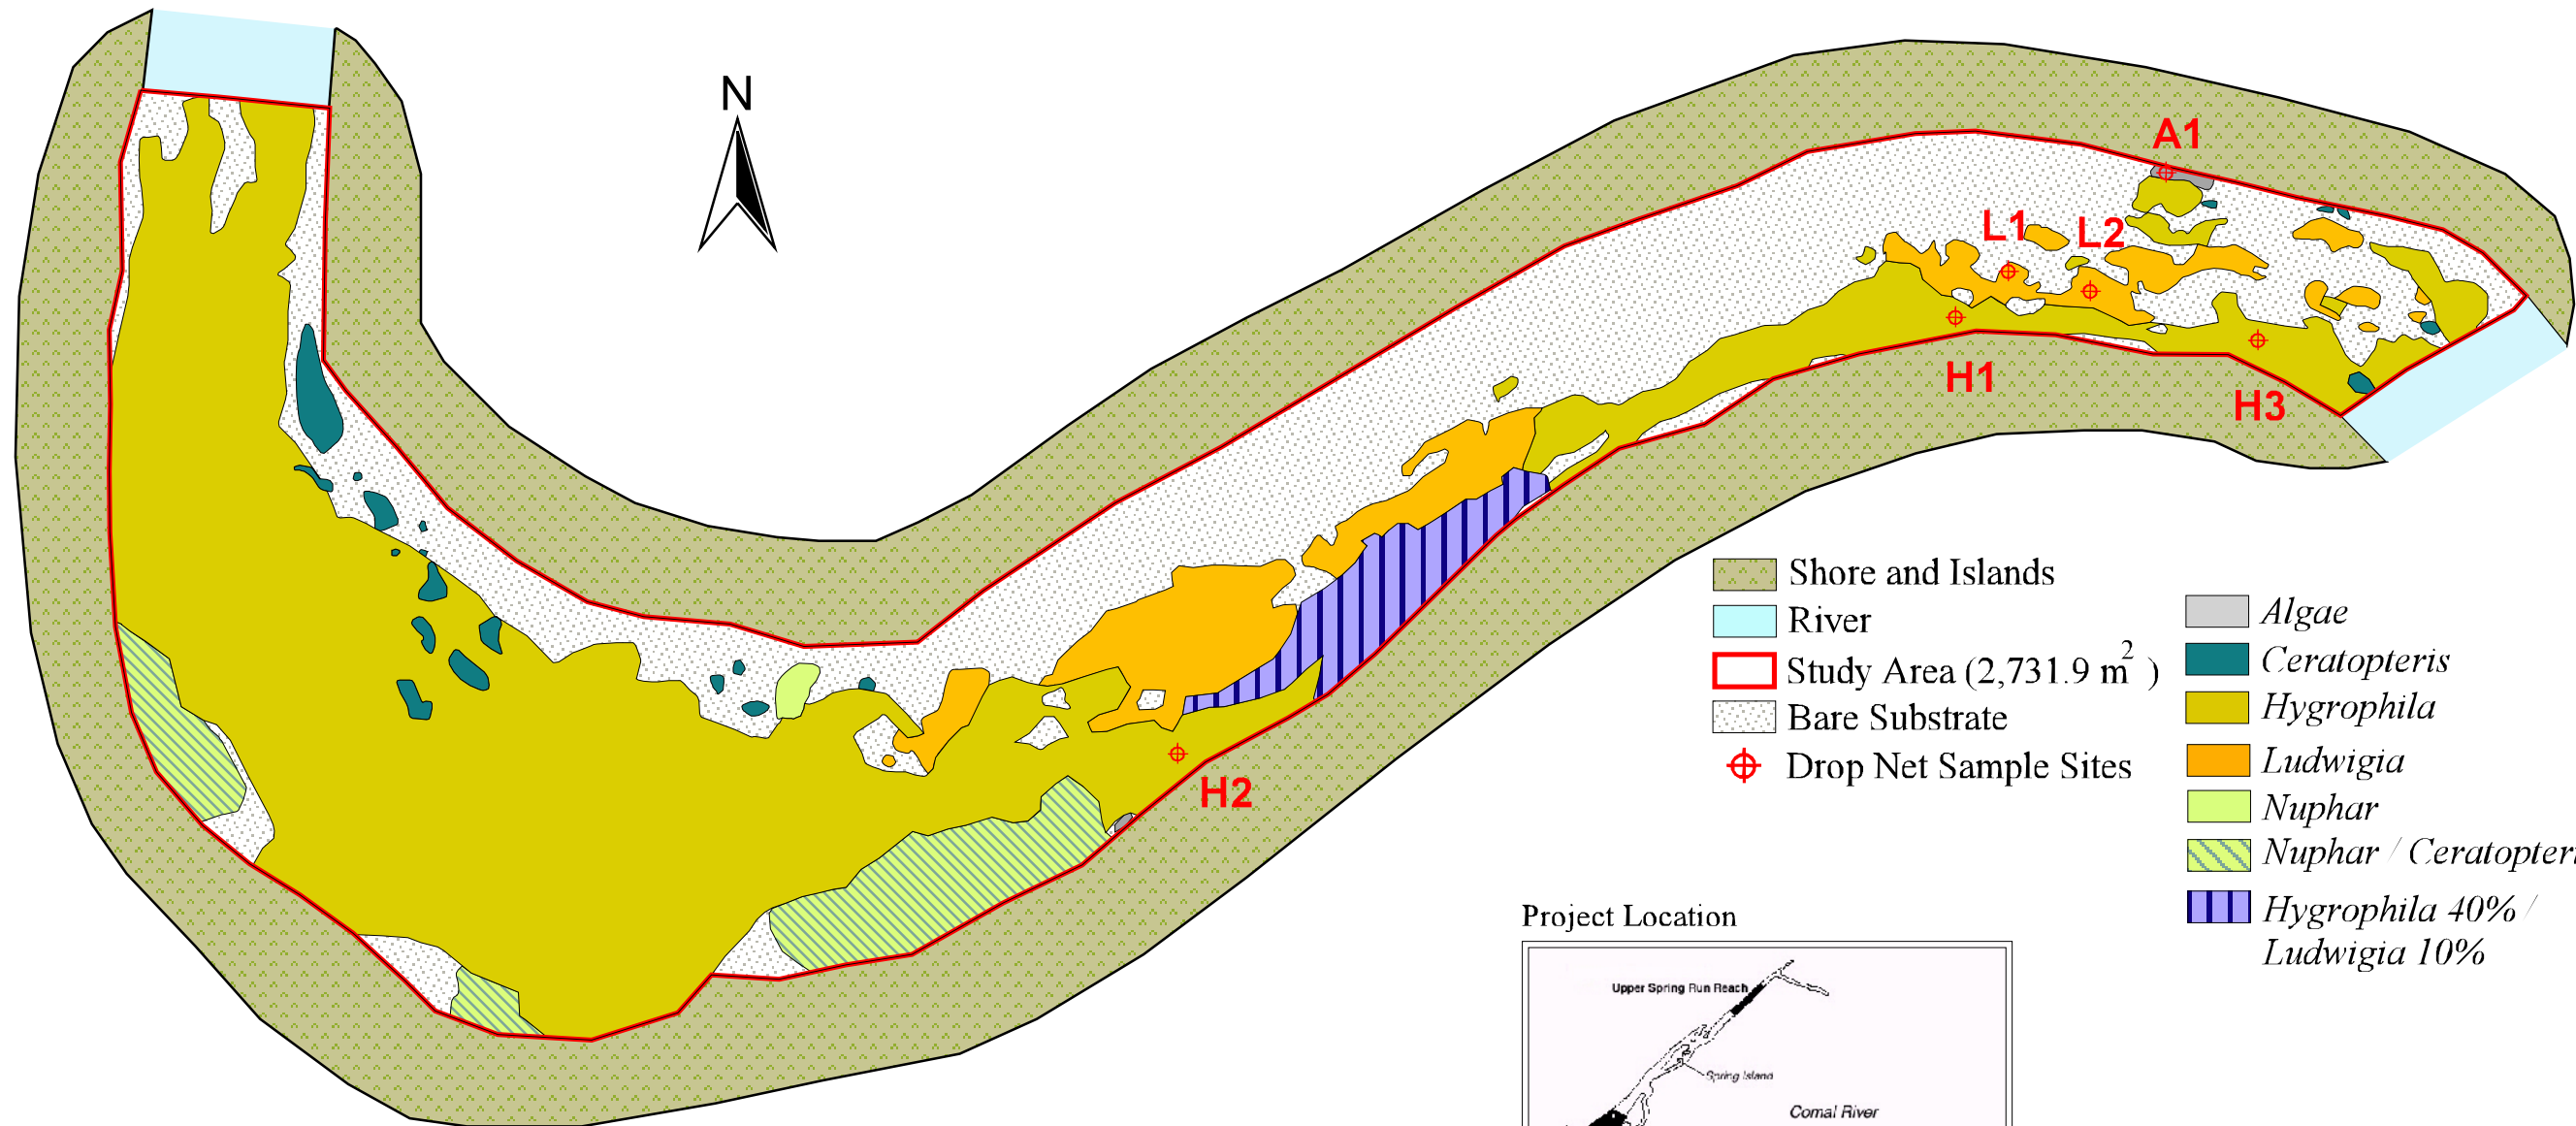 N
A1
L1
L2
H1
H3
H2
Shore and Islands
River
Study Area (2,731.9 m2 )
Bare Substrate
Drop Net Sample Sites
Algae
Ceratopteris
Hygrophila
Ludwigia
Nuphar
Nuphar / Ceratopteri
Hygrophila 40% /
Ludwigia 10%
Project Location
Upper Spring Run Reach
Spring Island
Comal River